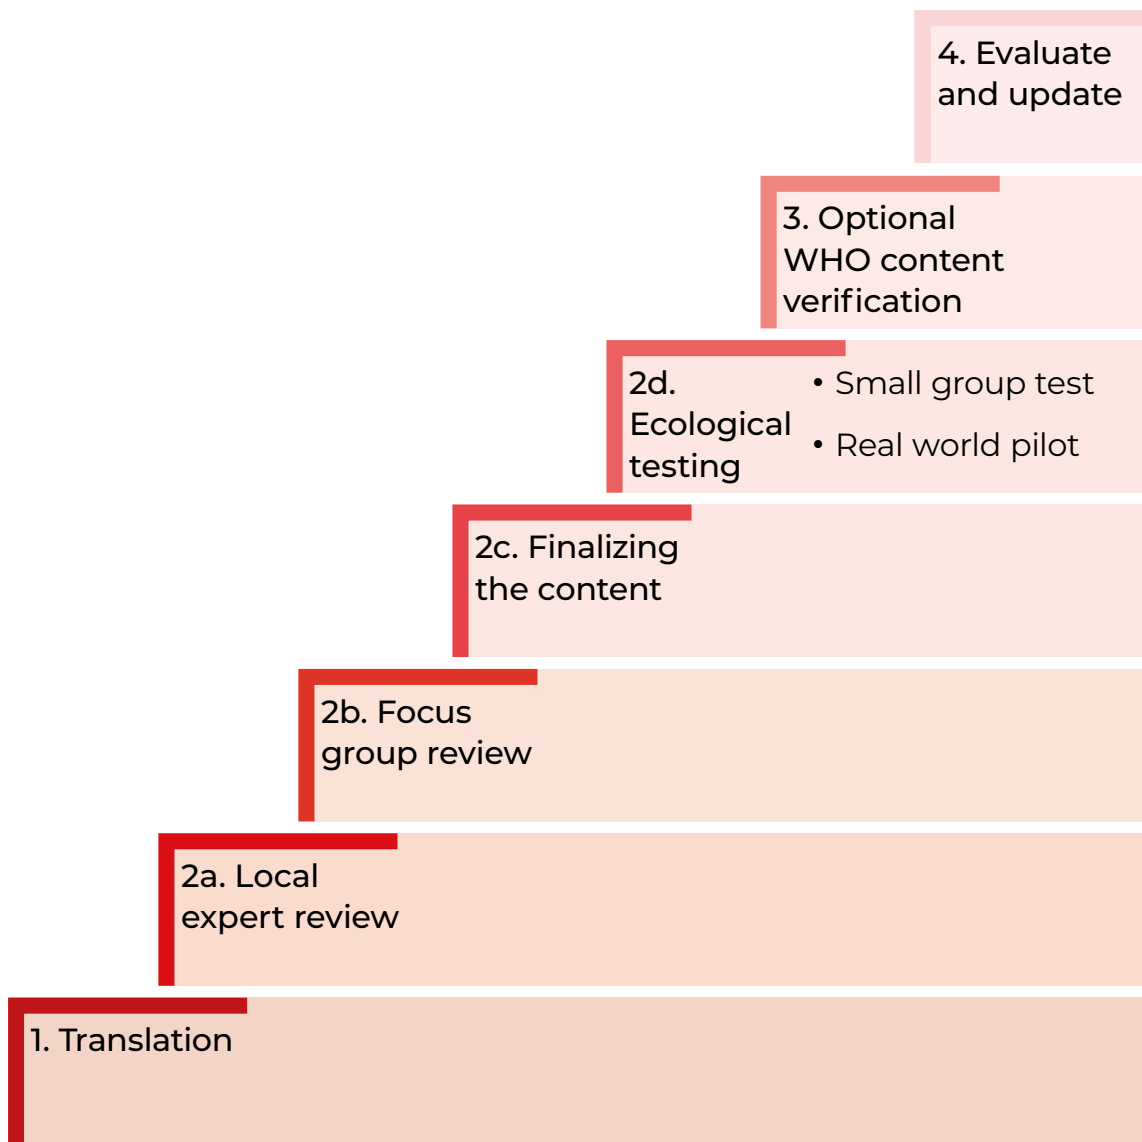 4. Evaluate
and update
3. Optional
WHO content
verification
2d.
Ecological
testing
• Small group test
• Real world pilot
2c. Finalizing
the content
2b. Focus
group review
2a. Local
expert review
1. Translation